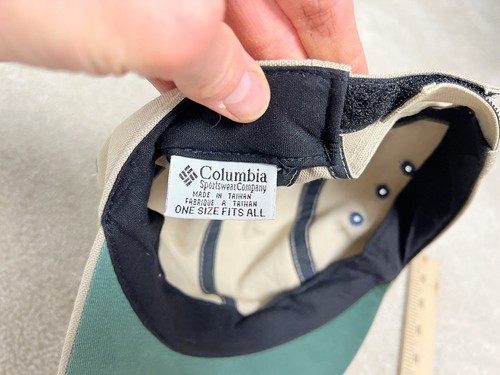 Columbia
Sportswear Company
MADE IN TAIWAN
FABRIQUE A TAIWAN
ONE SIZE FITS ALL